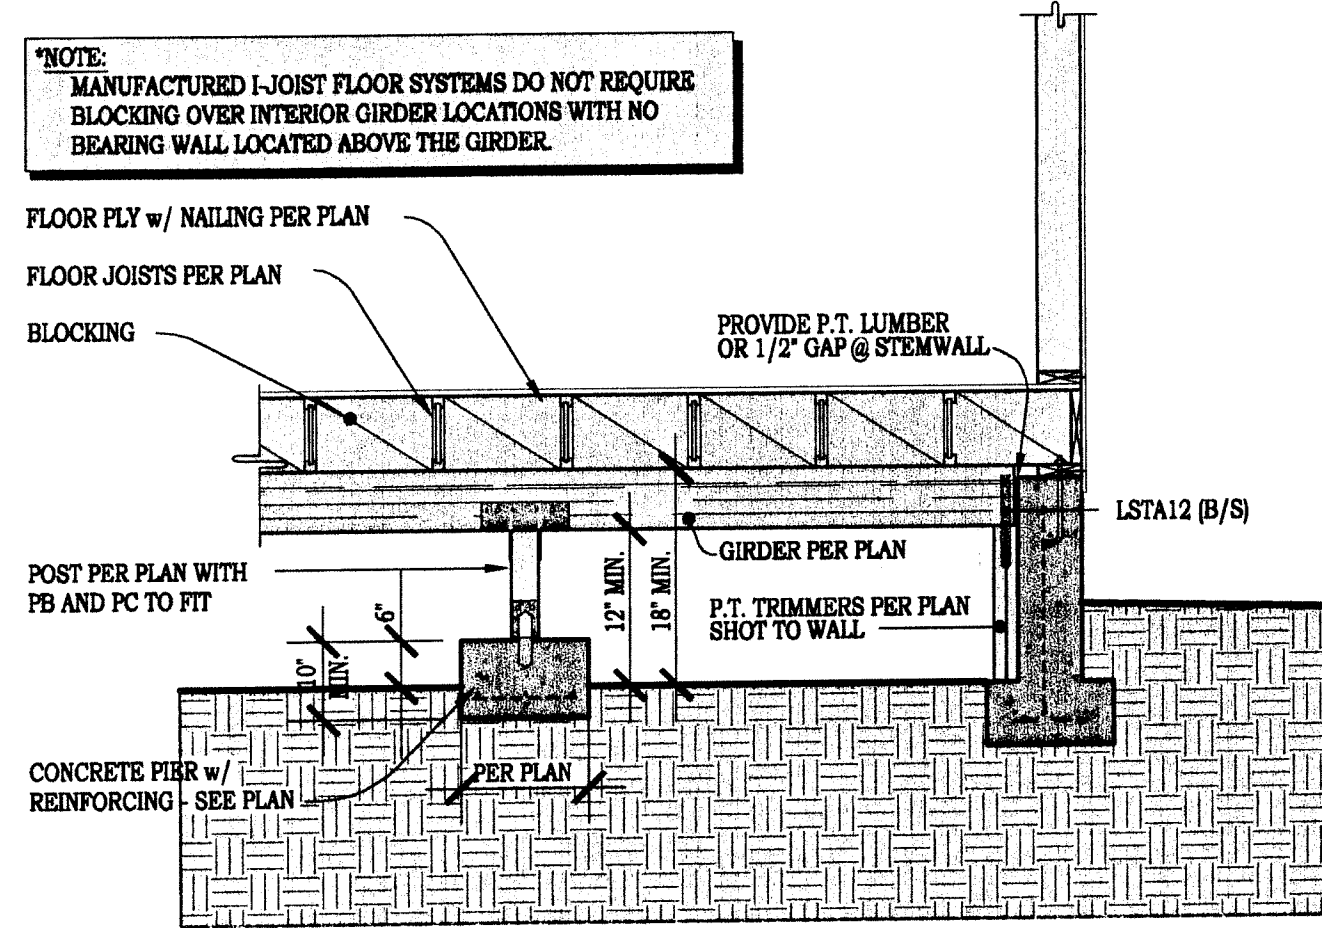 *NOTE:
MANUFACTURED I-JOIST FLOOR SYSTEMS DO NOT REQUIRE
BLOCKING OVER INTERIOR GIRDER LOCATIONS WITH NO
BEARING WALL LOCATED ABOVE THE GIRDER.
FLOOR PLY w/ NAILING PER PLAN
FLOOR JOISTS PER PLAN
BLOCKING
PROVIDE P.T. LUMBER
OR 1/2" GAP @ STEMWALL
LSTA12 (B/S)
GIRDER PER PLAN
POST PER PLAN WITH
PB AND PC TO FIT
12" MIN.
18" MIN.
P.T. TRIMMERS PER PLAN
SHOT TO WALL
6"
10"
MIN.
CONCRETE PIER w/
REINFORCING - SEE PLAN
PER PLAN